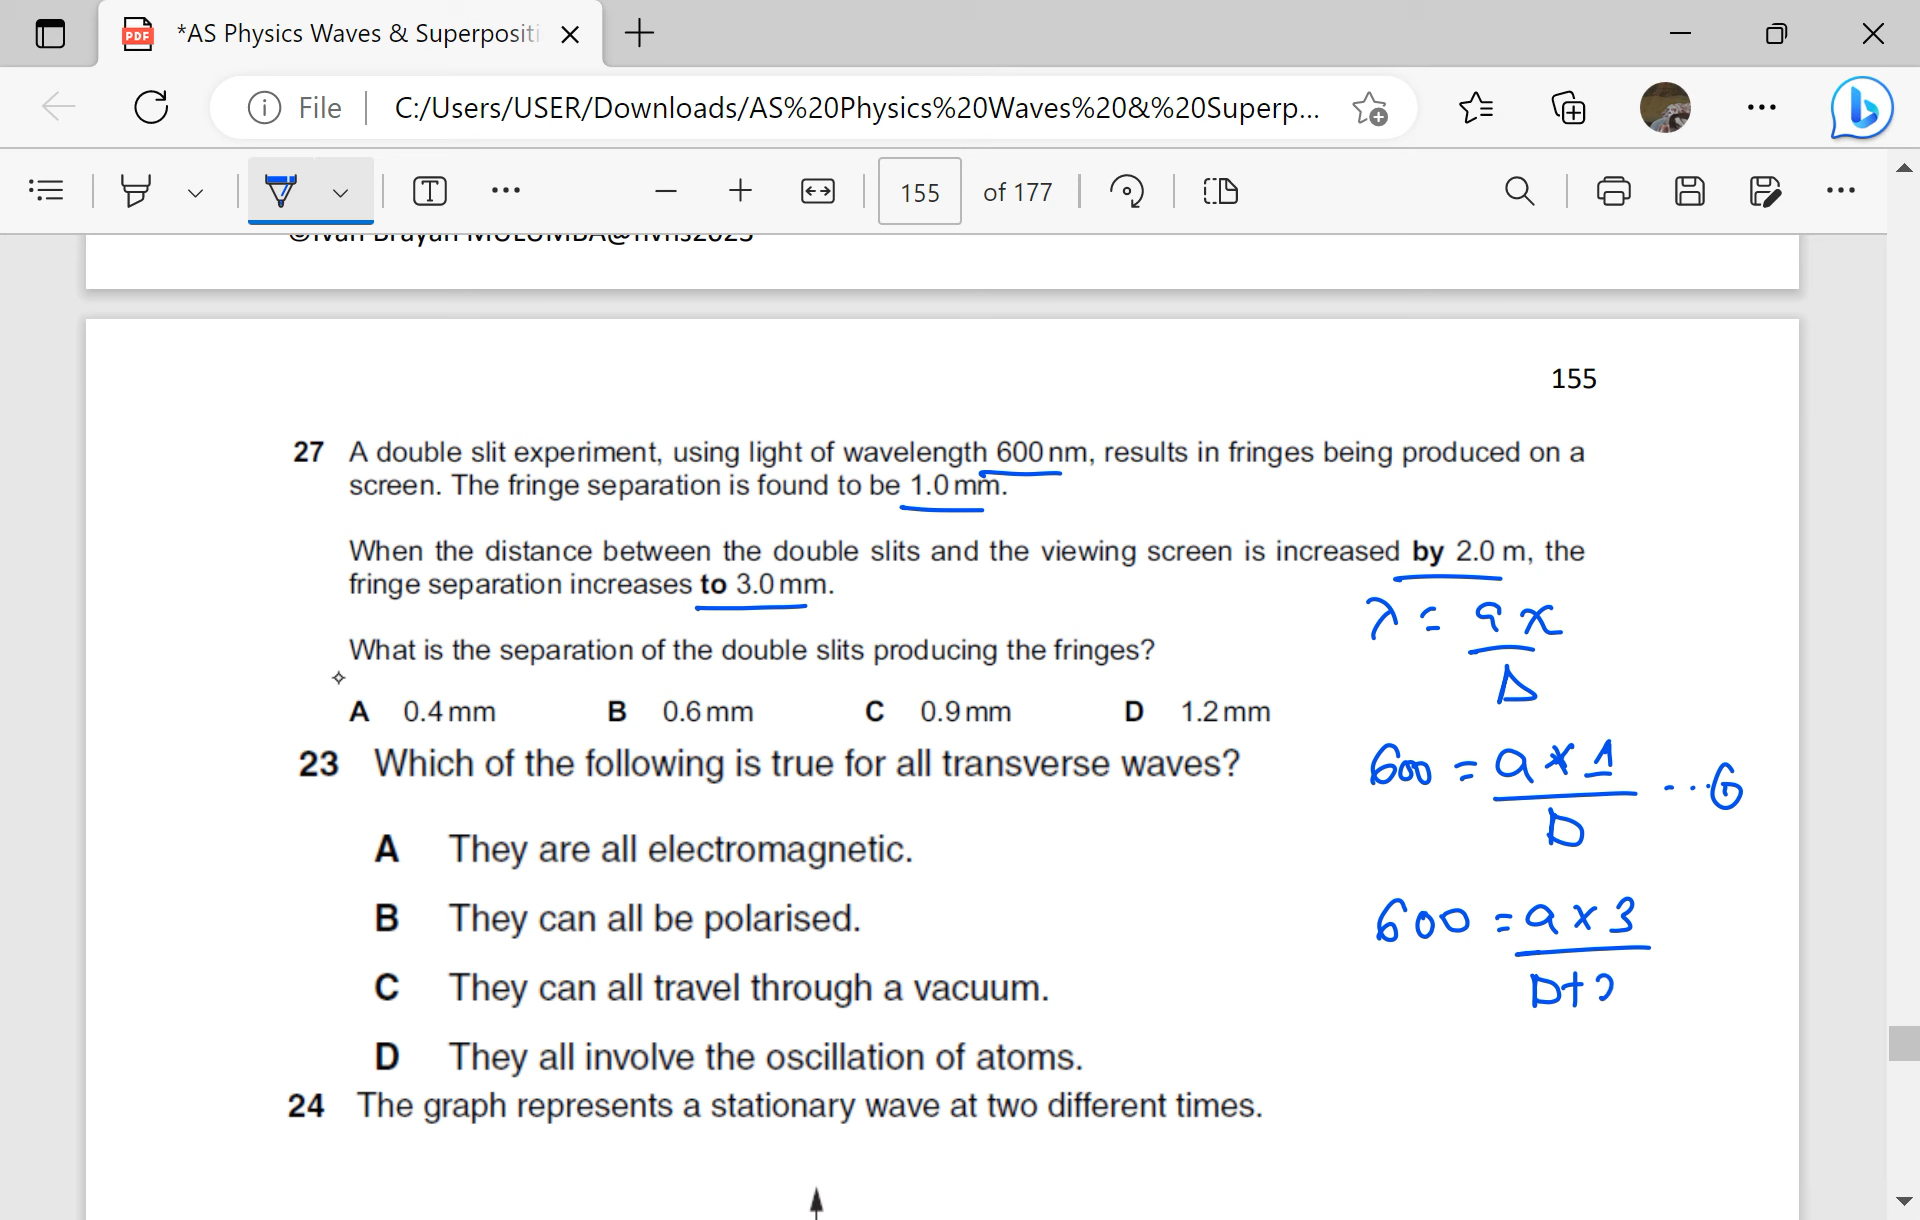 *AS Physics Waves & Superpositi
File
C:/Users/USER/Downloads/AS%20Physics%20Waves%20&%20Superp...
155 of 177
155
27 A double slit experiment, using light of wavelength 600 nm, results in fringes being produced on a
screen. The fringe separation is found to be 1.0 mm.
When the distance between the double slits and the viewing screen is increased by 2.0 m, the
fringe separation increases to 3.0 mm.
λ = ax
D
What is the separation of the double slits producing the fringes?
A 0.4 mm B 0.6 mm C 0.9 mm D 1.2 mm
23 Which of the following is true for all transverse waves?
600 = a × 1
D
A They are all electromagnetic.
B They can all be polarised.
600 = a × 3
D+2
C They can all travel through a vacuum.
D They all involve the oscillation of atoms.
24 The graph represents a stationary wave at two different times.